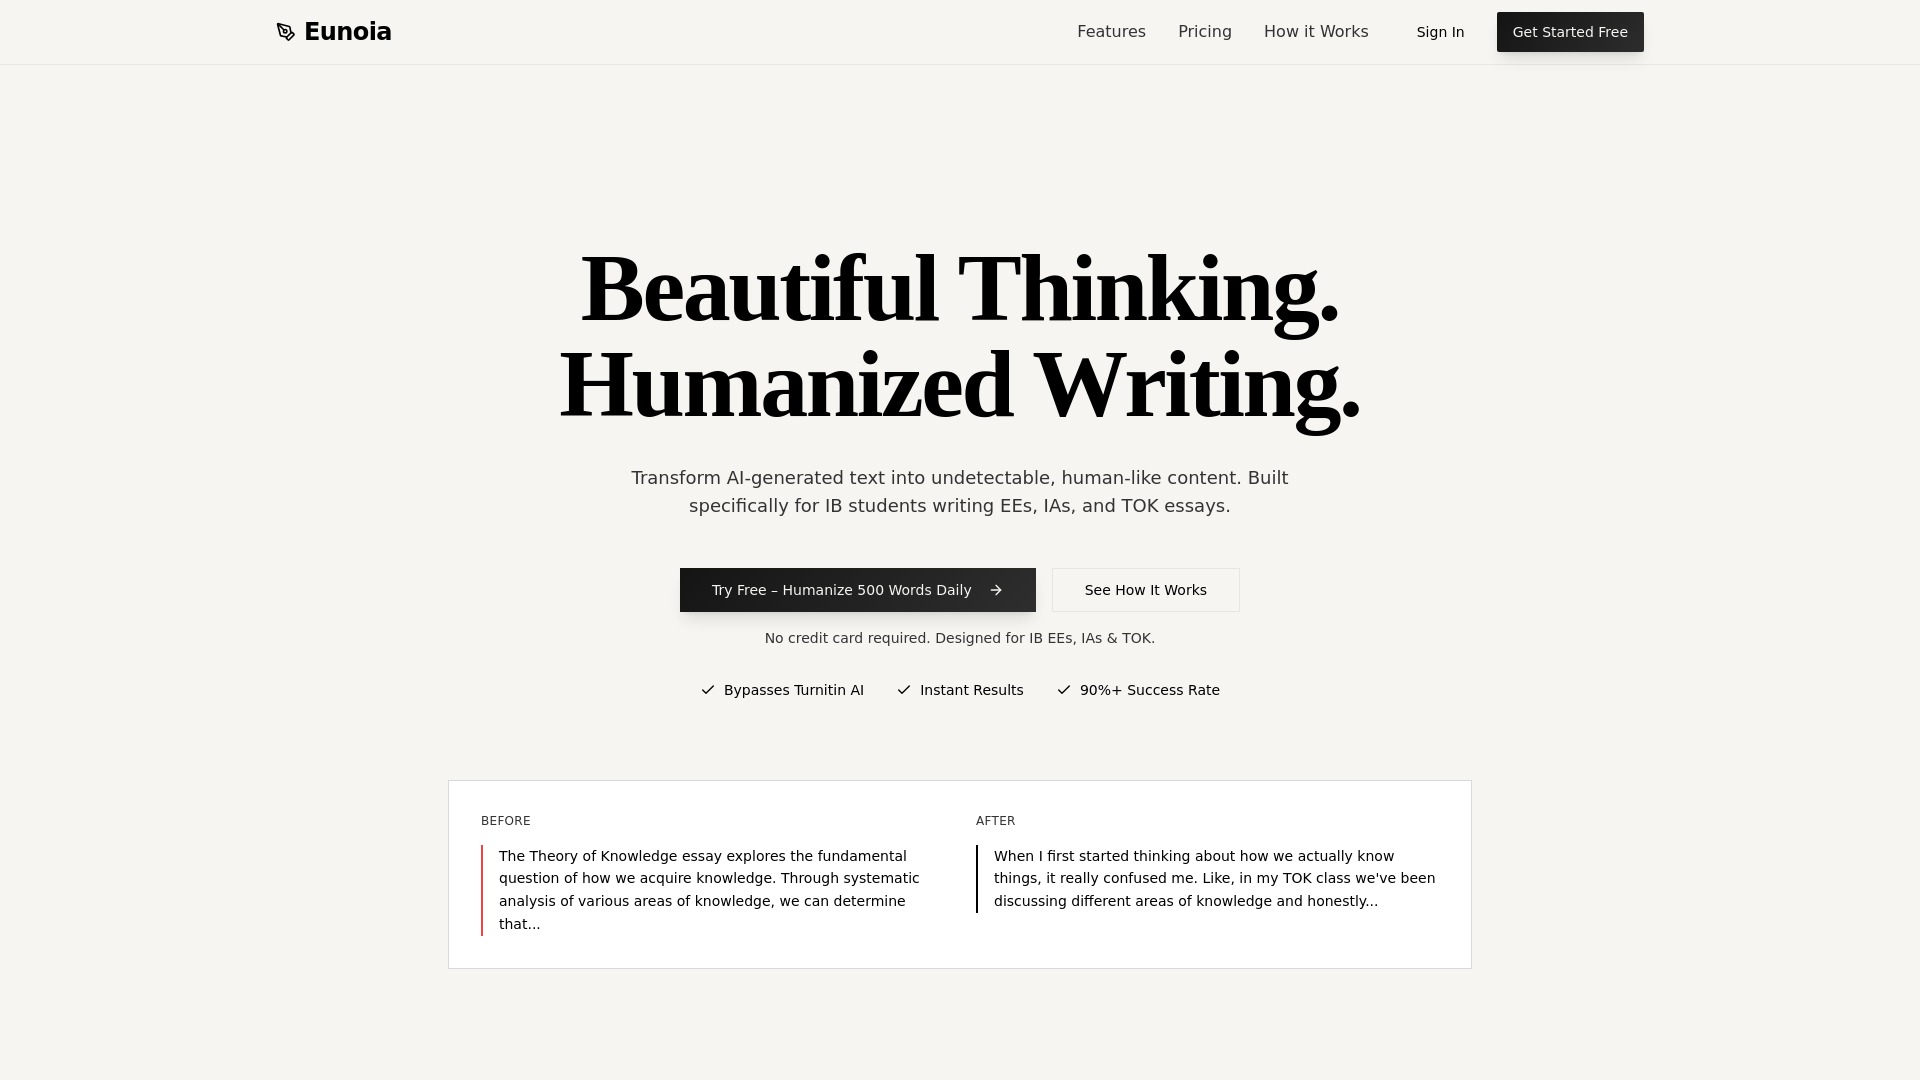 Eunoia
Features
Pricing
How it Works
Sign In
Get Started Free
Beautiful Thinking.
Humanized Writing.
Transform AI-generated text into undetectable, human-like content. Built
specifically for IB students writing EEs, IAs, and TOK essays.
Try Free – Humanize 500 Words Daily
See How It Works
No credit card required. Designed for IB EEs, IAs & TOK.
Bypasses Turnitin AI
Instant Results
90%+ Success Rate
BEFORE
The Theory of Knowledge essay explores the fundamental
question of how we acquire knowledge. Through systematic
analysis of various areas of knowledge, we can determine
that...
AFTER
When I first started thinking about how we actually know
things, it really confused me. Like, in my TOK class we've been
discussing different areas of knowledge and honestly...